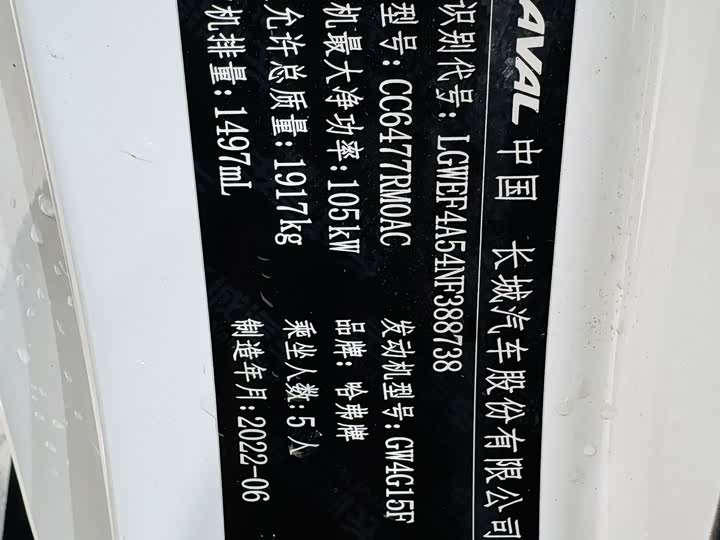 AVAL 中国 长城汽车股份有限公司
识别代号：LGWEF4A54NF388738
型号：CC6477RM0AC 发动机型号：GW4G15F
机最大净功率：105kW 品牌：哈弗牌
允许总质量：1917kg 乘坐人数：5人
机排量：1497mL 制造年月：2022-06